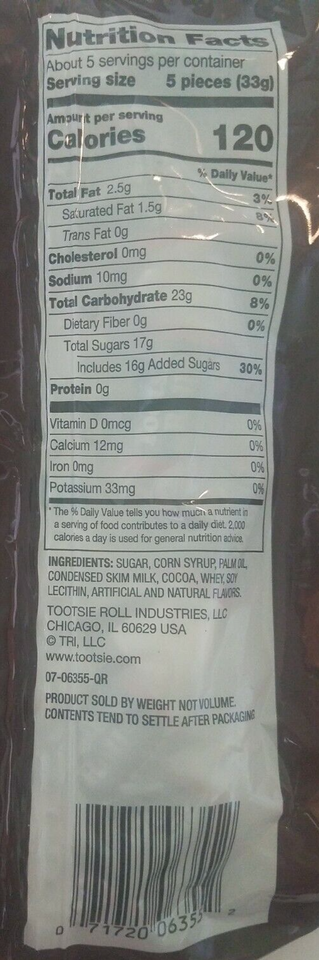 Nutrition Facts
About 5 servings per container
Serving size 5 pieces (33g)
Amount per serving
Calories 120
% Daily Value*
Total Fat 2.5g 3%
Saturated Fat 1.5g 8%
Trans Fat 0g
Cholesterol 0mg 0%
Sodium 10mg 0%
Total Carbohydrate 23g 8%
Dietary Fiber 0g 0%
Total Sugars 17g
Includes 16g Added Sugars 30%
Protein 0g
Vitamin D 0mcg 0%
Calcium 12mg 0%
Iron 0mg 0%
Potassium 33mg 0%
*The % Daily Value tells you how much a nutrient in
a serving of food contributes to a daily diet. 2,000
calories a day is used for general nutrition advice.
INGREDIENTS: SUGAR, CORN SYRUP, PALM OIL,
CONDENSED SKIM MILK, COCOA, WHEY, SOY
LECITHIN, ARTIFICIAL AND NATURAL FLAVORS.
TOOTSIE ROLL INDUSTRIES, LLC
CHICAGO, IL 60629 USA
© TRI, LLC
www.tootsie.com
07-06355-QR
PRODUCT SOLD BY WEIGHT NOT VOLUME.
CONTENTS TEND TO SETTLE AFTER PACKAGING
0 71720 06355 2